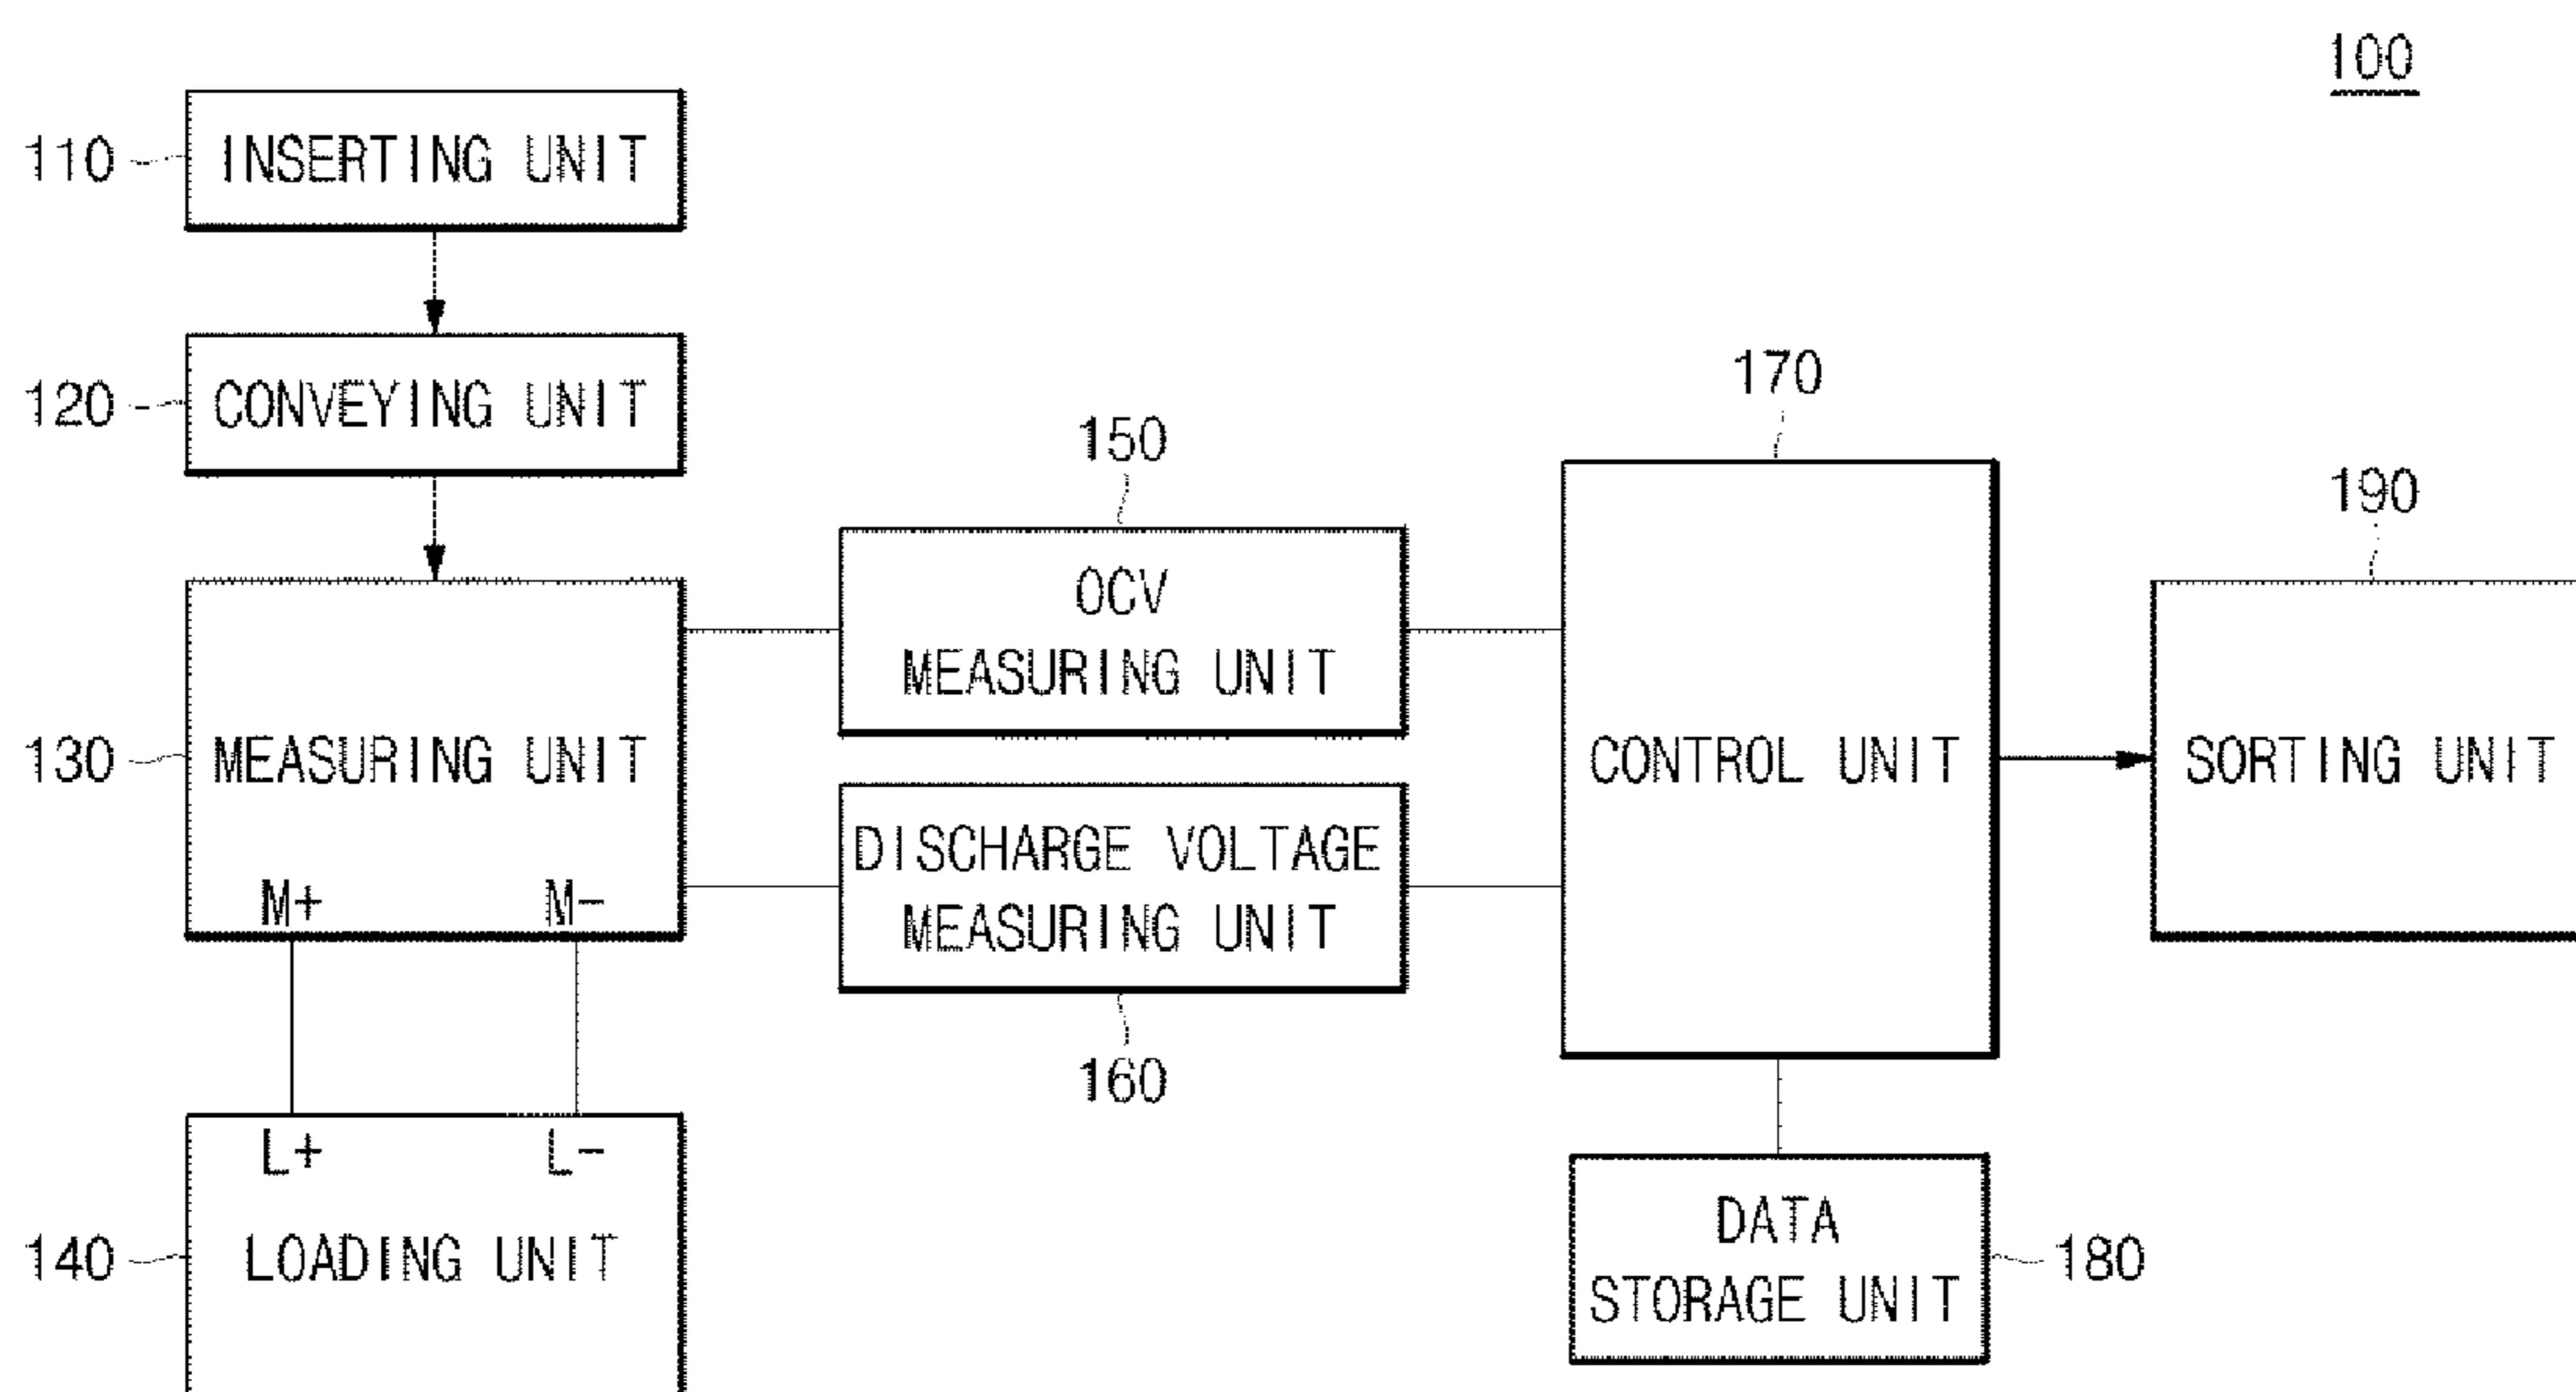 100
110
INSERTING UNIT
120
CONVEYING UNIT
170
150
190
OCV
MEASURING UNIT
130
MEASURING UNIT
CONTROL UNIT
SORTING UNIT
DISCHARGE VOLTAGE
MEASURING UNIT
M+ M-
160
L+ L-
140
LOADING UNIT
DATA
STORAGE UNIT
180